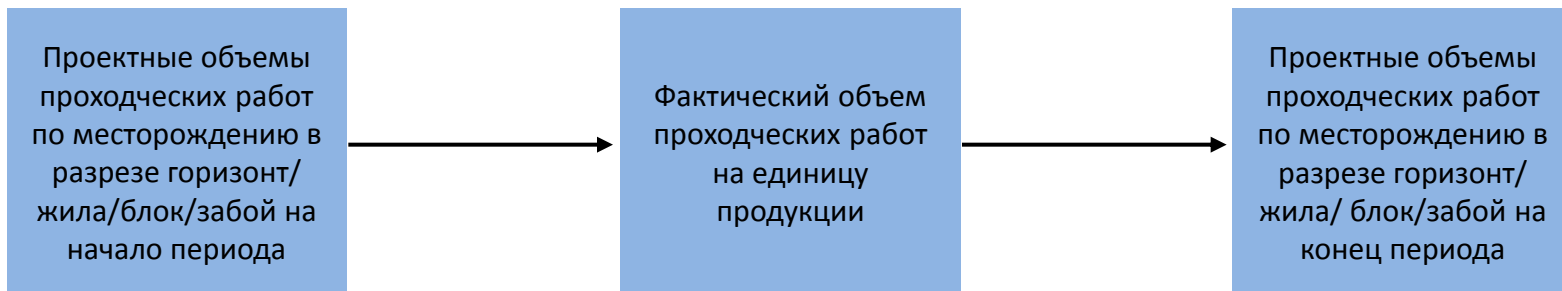 Проектные объемы
проходческих работ
по месторождению в
разрезе горизонт/
жила/блок/забой на
начало периода
Фактический объем
проходческих работ
на единицу
продукции
Проектные объемы
проходческих работ
по месторождению в
разрезе горизонт/
жила/ блок/забой на
конец периода